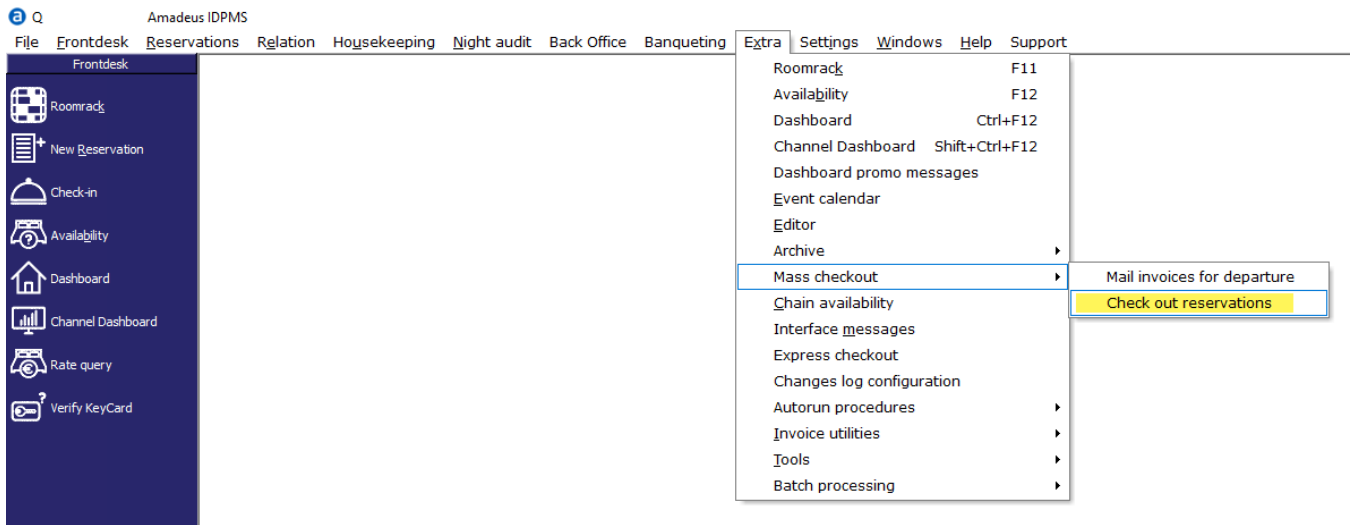 Q Amadeus IDPMS
File Frontdesk Reservations Relation Housekeeping Night audit Back Office Banqueting Extra Settings Windows Help Support
Frontdesk
Roomrack
New Reservation
Check-in
Availability
Dashboard
Channel Dashboard
Rate query
Verify KeyCard
Roomrack F11
Availability F12
Dashboard Ctrl+F12
Channel Dashboard Shift+Ctrl+F12
Dashboard promo messages
Event calendar
Editor
Archive
Mass checkout
Chain availability
Interface messages
Express checkout
Changes log configuration
Autorun procedures
Invoice utilities
Tools
Batch processing
Mail invoices for departure
Check out reservations